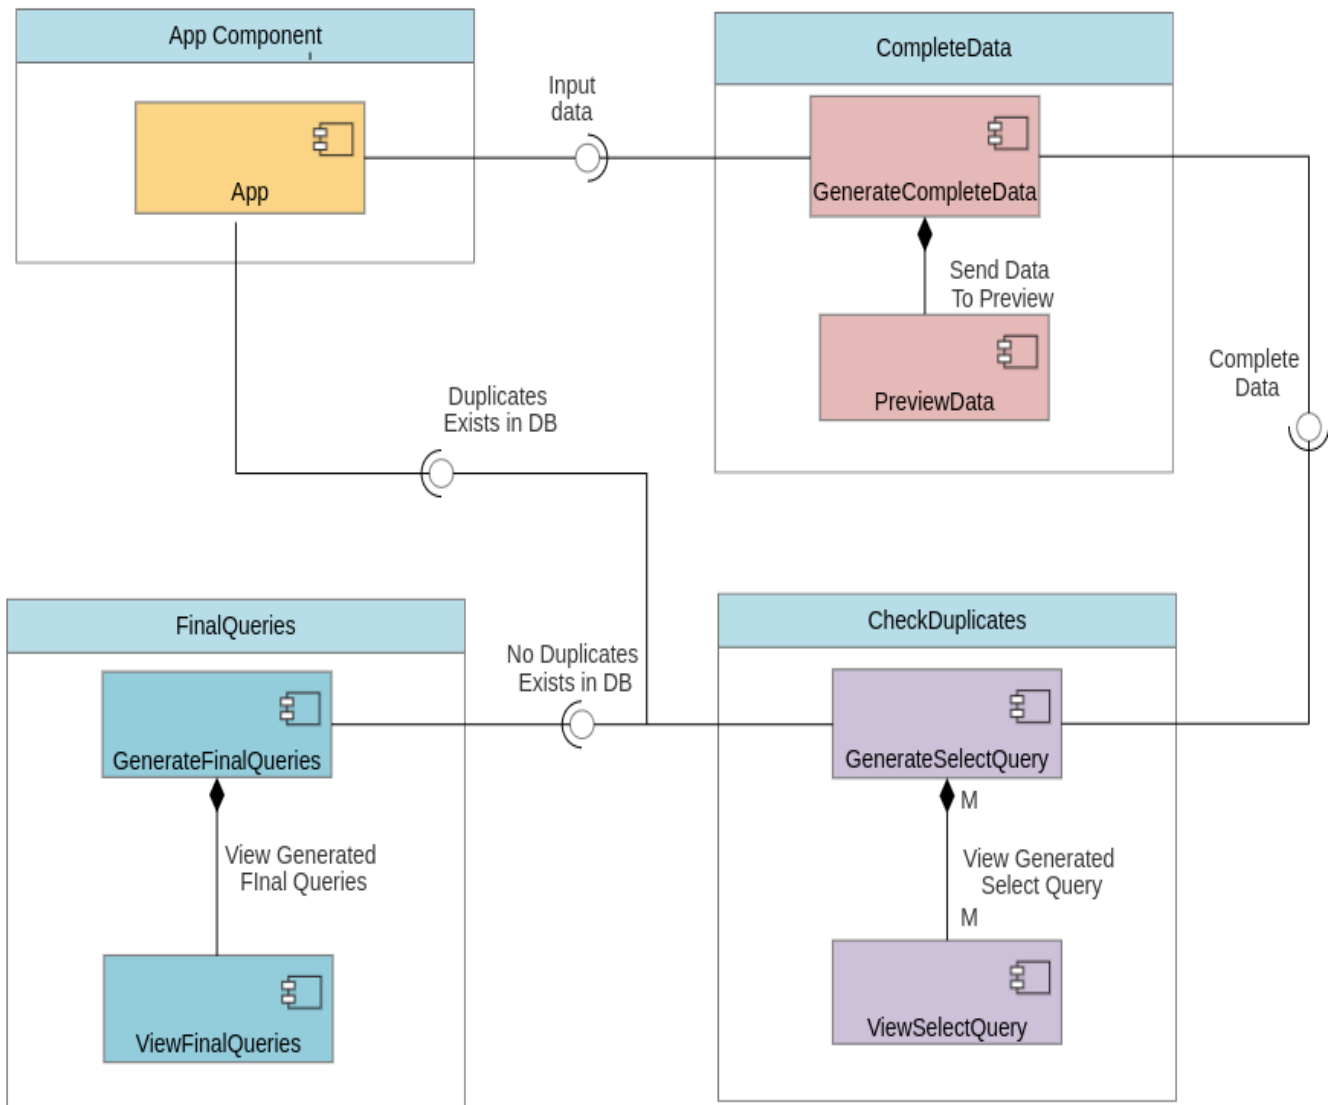 App Component
CompleteData
Input
data
App
GenerateCompleteData
Send Data
To Preview
PreviewData
Complete
Data
Duplicates
Exists in DB
FinalQueries
CheckDuplicates
No Duplicates
Exists in DB
GenerateFinalQueries
GenerateSelectQuery
M
View Generated
FInal Queries
View Generated
Select Query
M
ViewFinalQueries
ViewSelectQuery